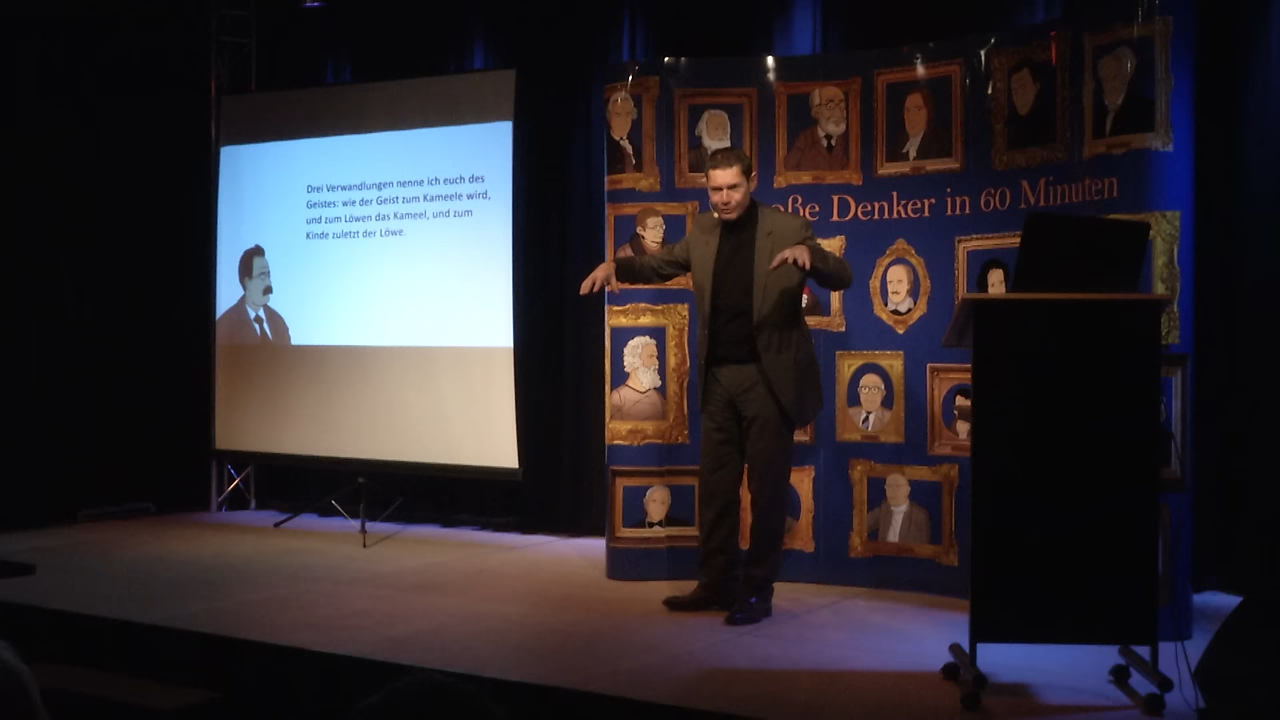 Drei Verwandlungen nenne ich euch des
Geistes: wie der Geist zum Kameele wird,
und zum Löwen das Kameel, und zum
Kinde zuletzt der Löwe.
oße Denker in 60 Minuten